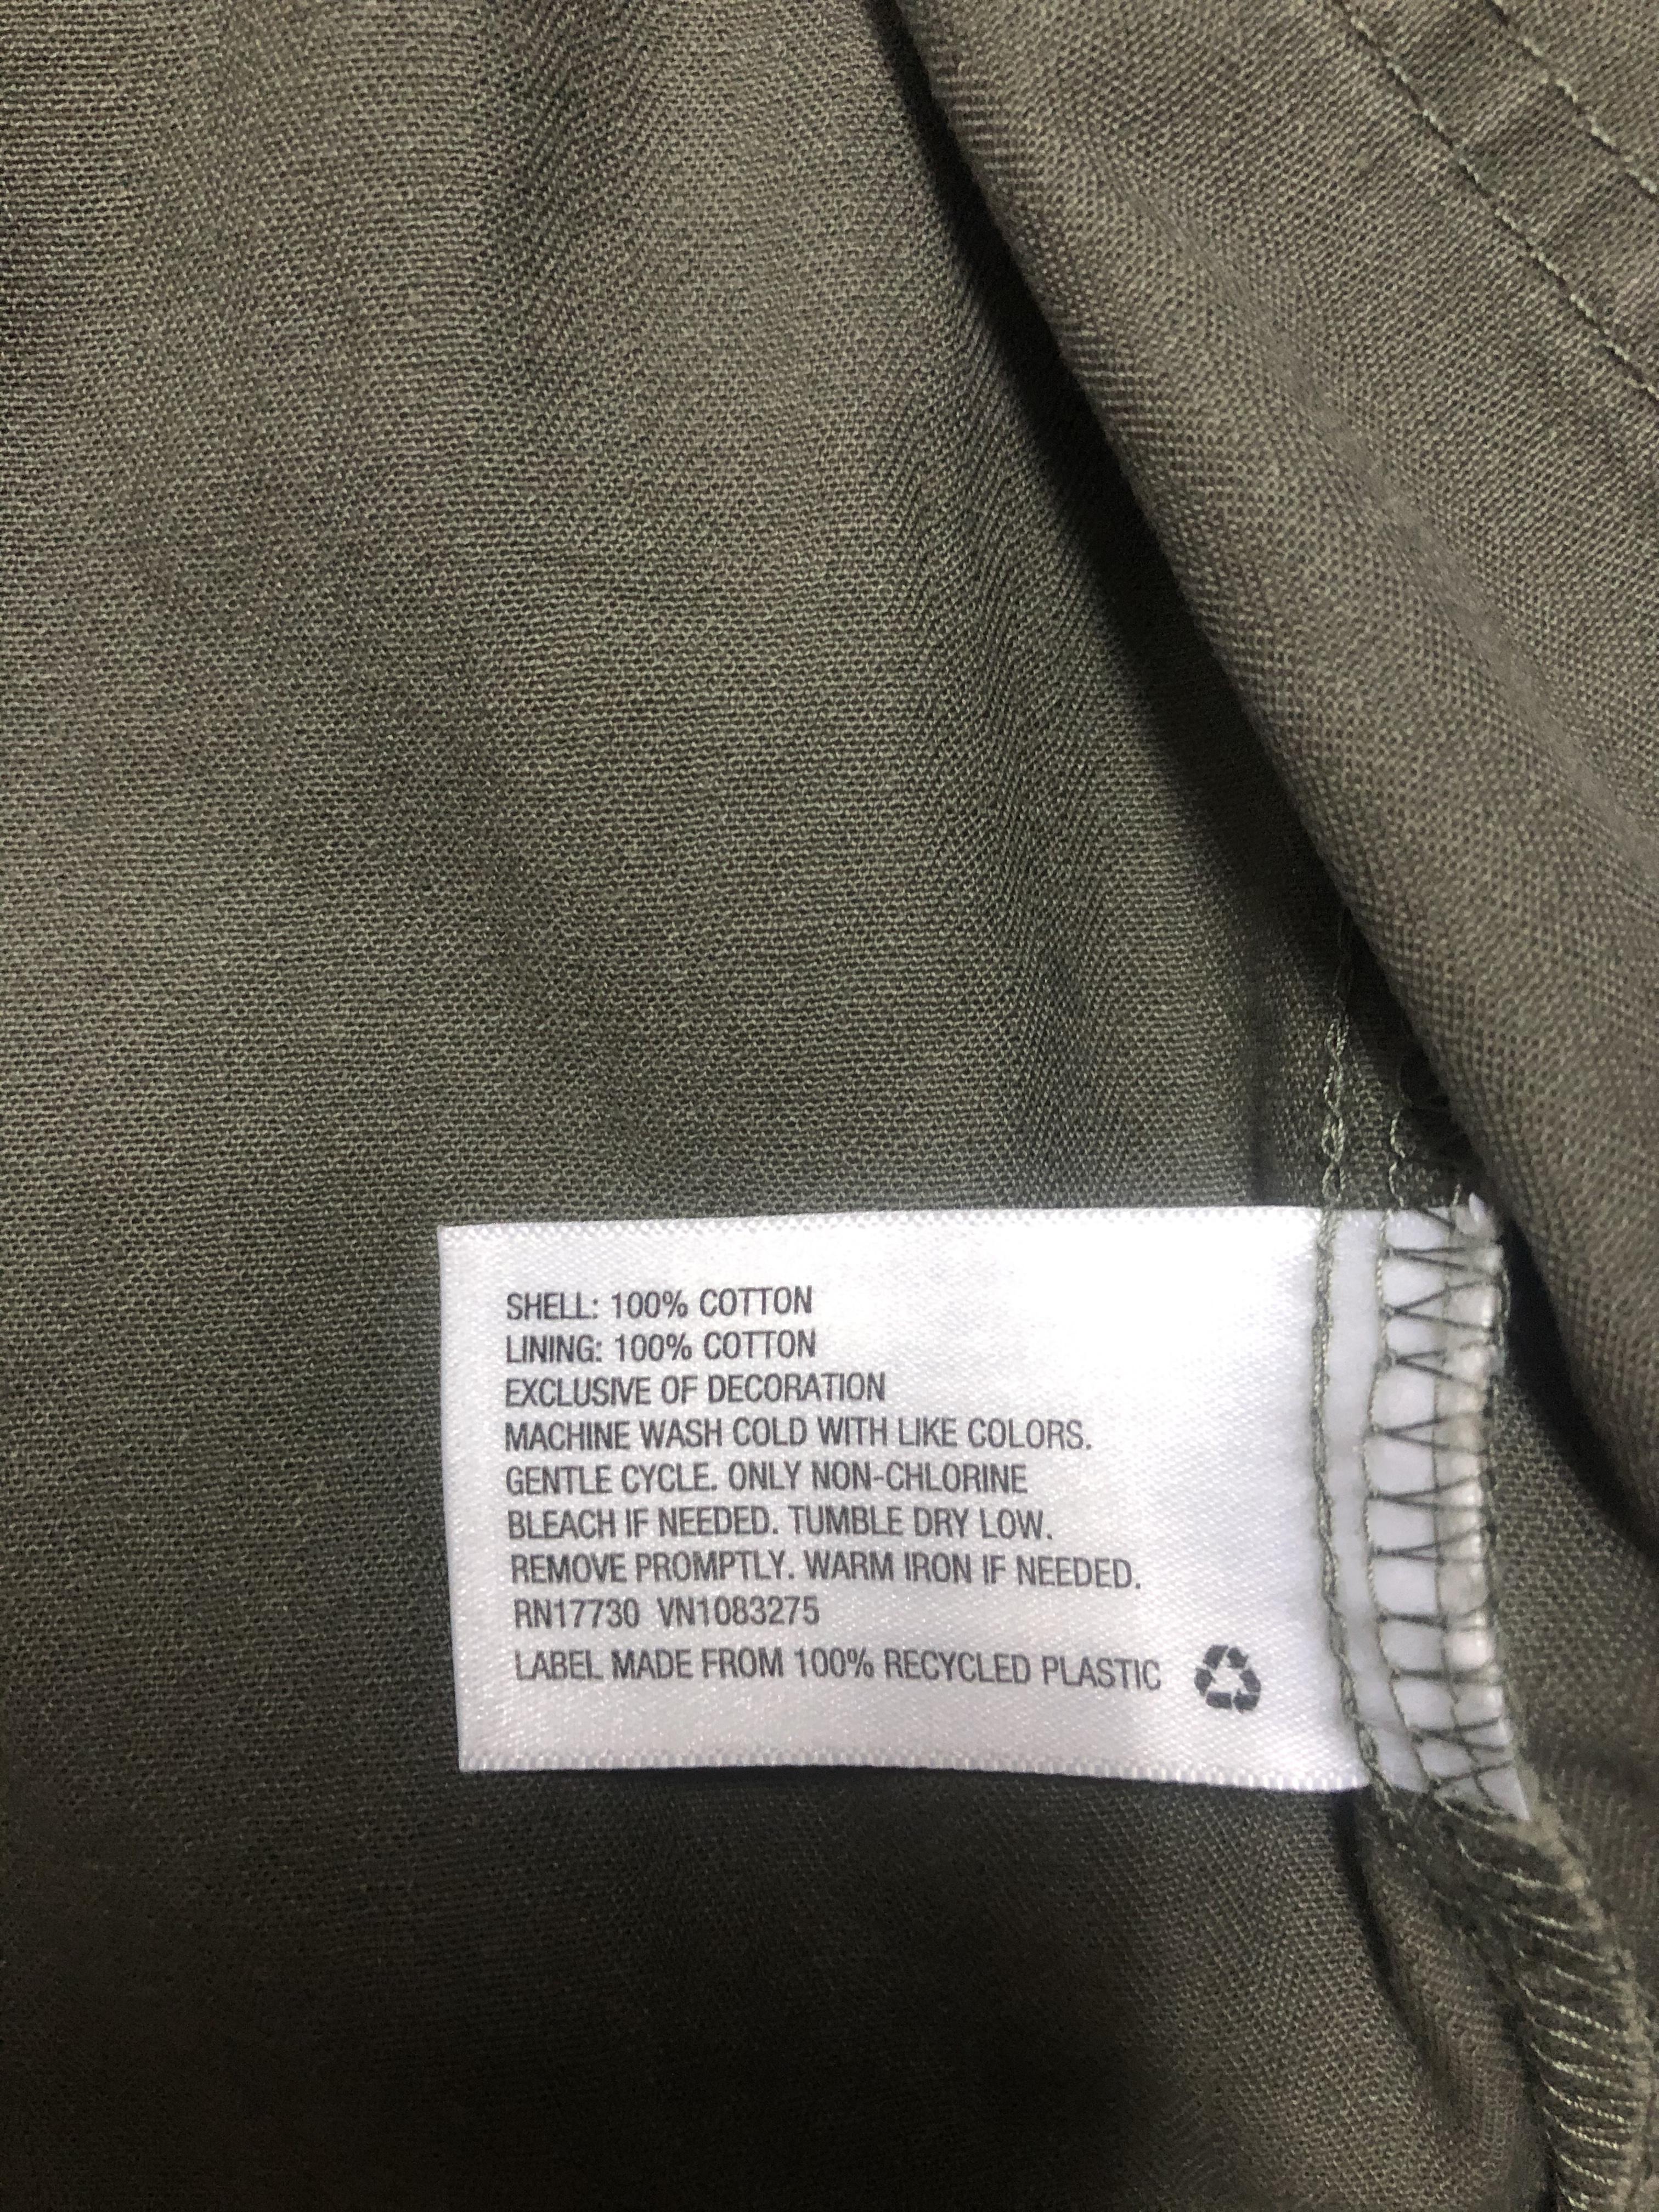 SHELL: 100% COTTON
LINING: 100% COTTON
EXCLUSIVE OF DECORATION
MACHINE WASH COLD WITH LIKE COLORS.
GENTLE CYCLE. ONLY NON-CHLORINE
BLEACH IF NEEDED. TUMBLE DRY LOW.
REMOVE PROMPTLY. WARM IRON IF NEEDED.
RN17730 VN1083275
LABEL MADE FROM 100% RECYCLED PLASTIC